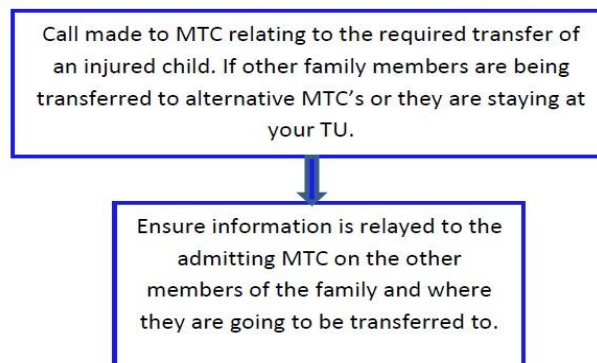 Call made to MTC relating to the required transfer of
an injured child. If other family members are being
transferred to alternative MTC’s or they are staying at
your TU.
Ensure information is relayed to the
admitting MTC on the other
members of the family and where
they are going to be transferred to.